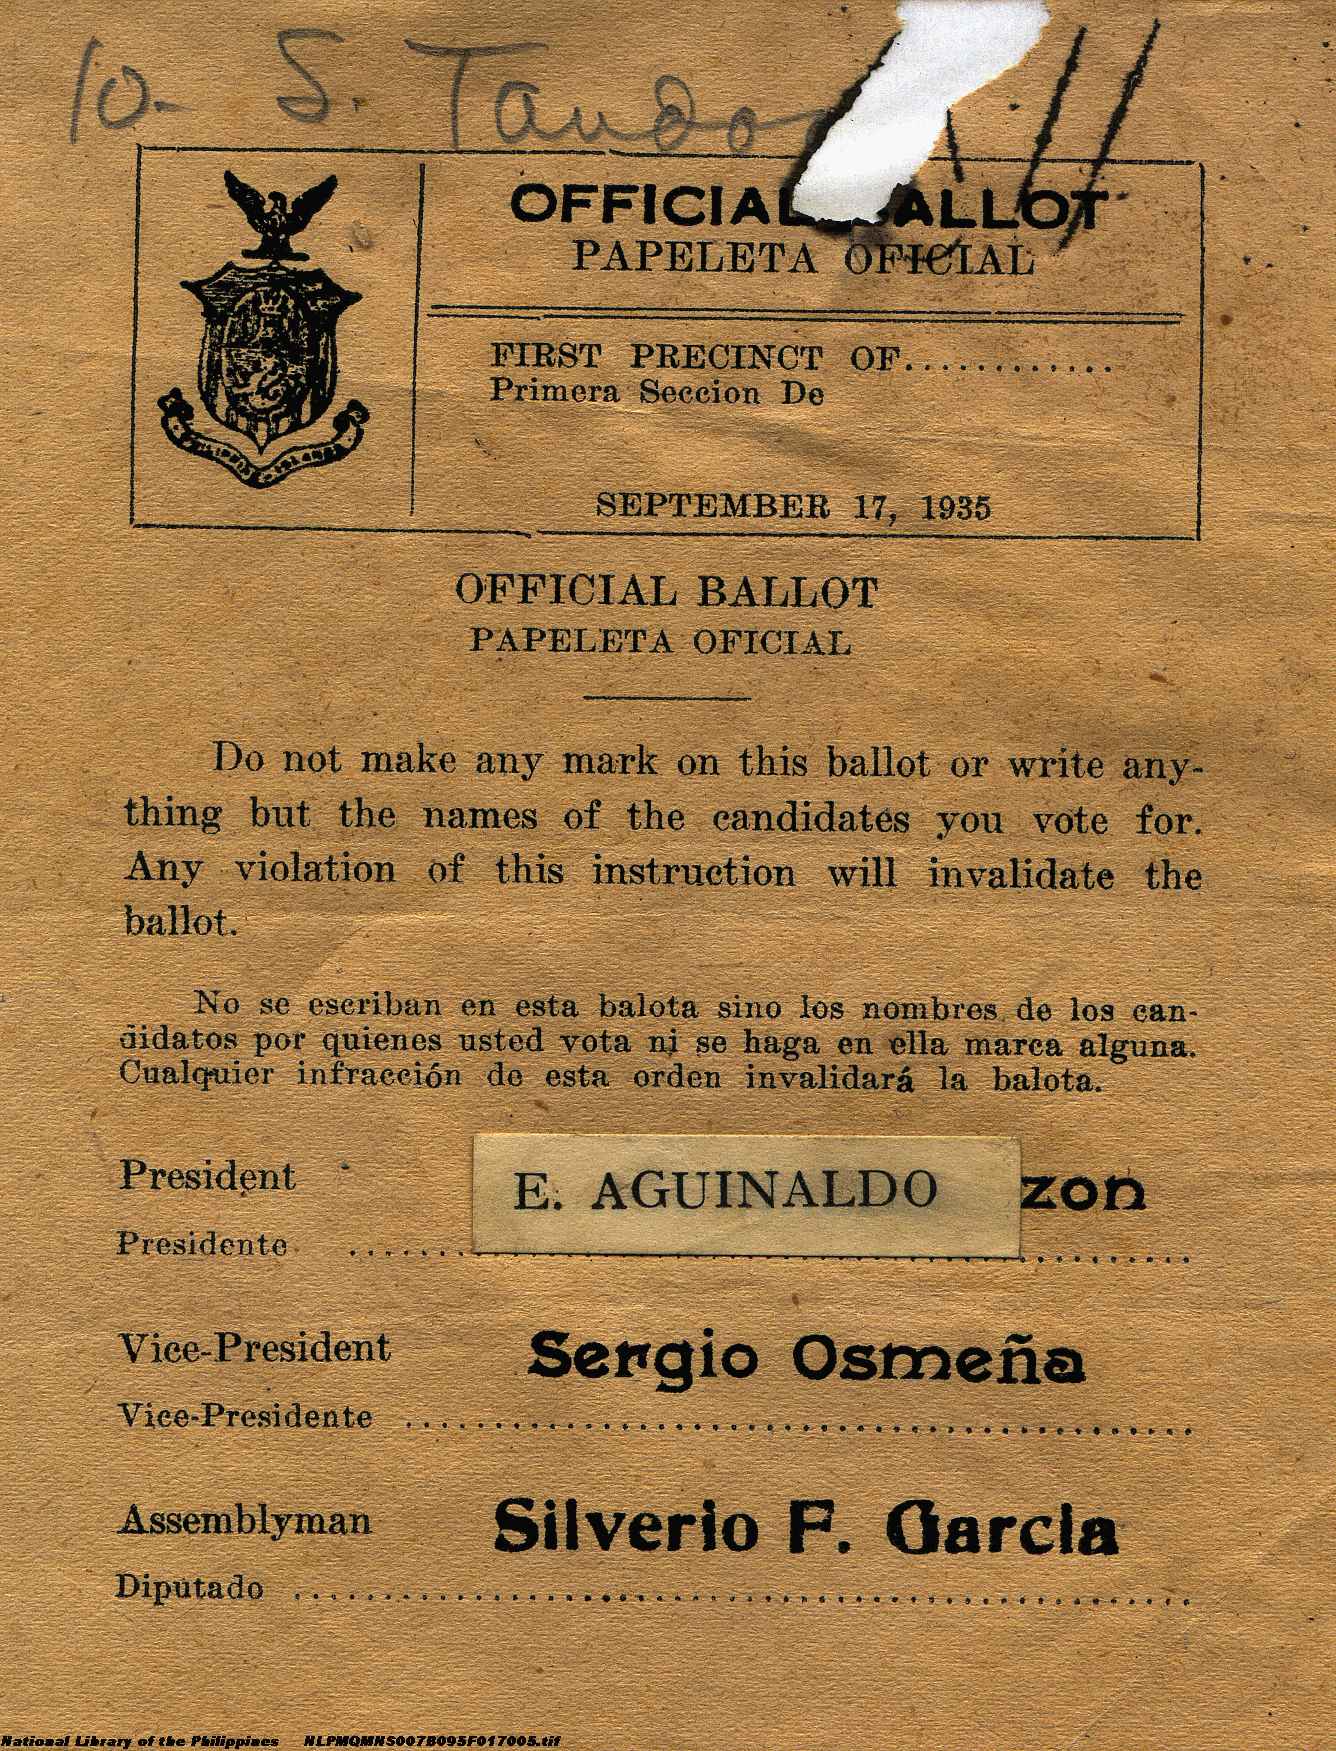 10- S.
OFFICIAL BALLOT
PAPELETA OFICIAL
FIRST PRECINCT OF............
Primera Seccion De
SEPTEMBER 17, 1935
OFFICIAL BALLOT
PAPELETA OFICIAL
Do not make any mark on this ballot or write any-
thing but the names of the candidates you vote for.
Any violation of this instruction will invalidate the
ballot.
No se escriban en esta balota sino los nombres de los can-
didatos por quienes usted vota ni se haga en ella marca alguna.
Cualquier infracción de esta orden invalidará la balota.
President E. AGUINALDO zon
Presidente
Vice-President Sergio Osmeña
Vice-Presidente
Assemblyman Silverio F. Garcia
Diputado
National Library of the Philippines NLPMQMNS007B095F017005.tif